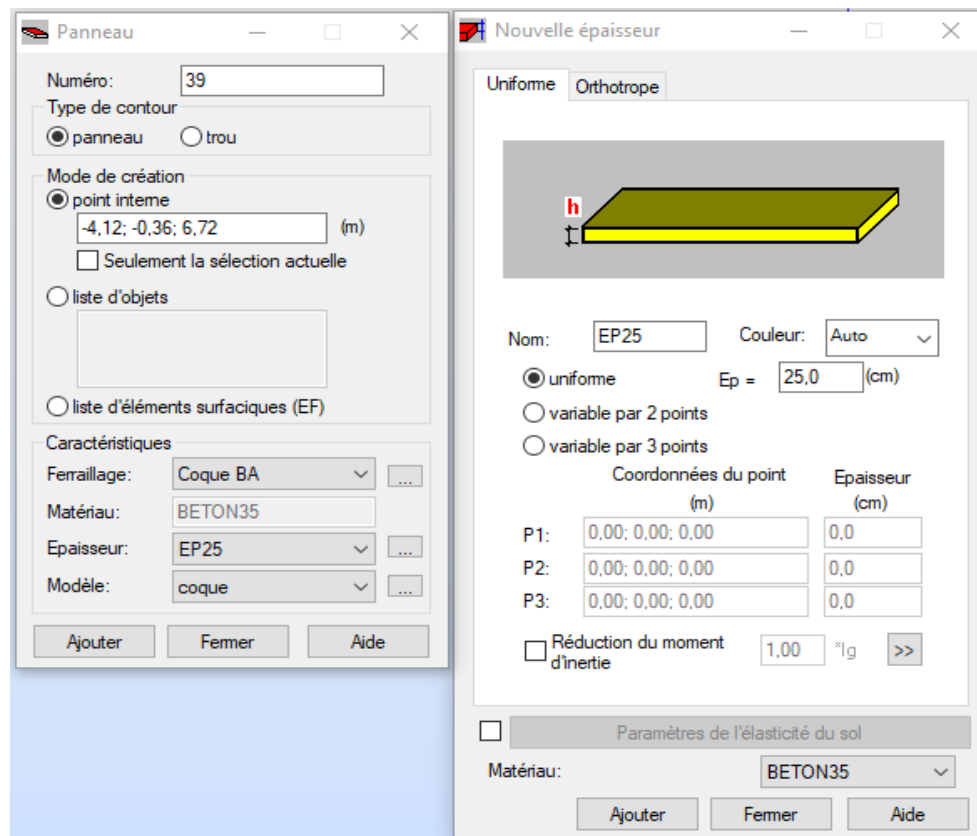 Panneau
Numéro: 39
Type de contour
panneau trou
Mode de création
point interne
-4,12; -0,36; 6,72 (m)
Seulement la sélection actuelle
liste d'objets
liste d'éléments surfaciques (EF)
Caractéristiques
Ferraillage: Coque BA ...
Matériau: BETON35
Epaisseur: EP25 ...
Modèle: coque ...
Ajouter Fermer Aide
Nouvelle épaisseur
Uniforme Orthotrope
h
Nom: EP25 Couleur: Auto
uniforme Ep = 25,0 (cm)
variable par 2 points
variable par 3 points
Coordonnées du point Epaisseur
(m) (cm)
P1: 0,00; 0,00; 0,00 0,0
P2: 0,00; 0,00; 0,00 0,0
P3: 0,00; 0,00; 0,00 0,0
Réduction du moment
d'inertie 1,00 *Ig >>
Paramètres de l'élasticité du sol
Matériau: BETON35
Ajouter Fermer Aide